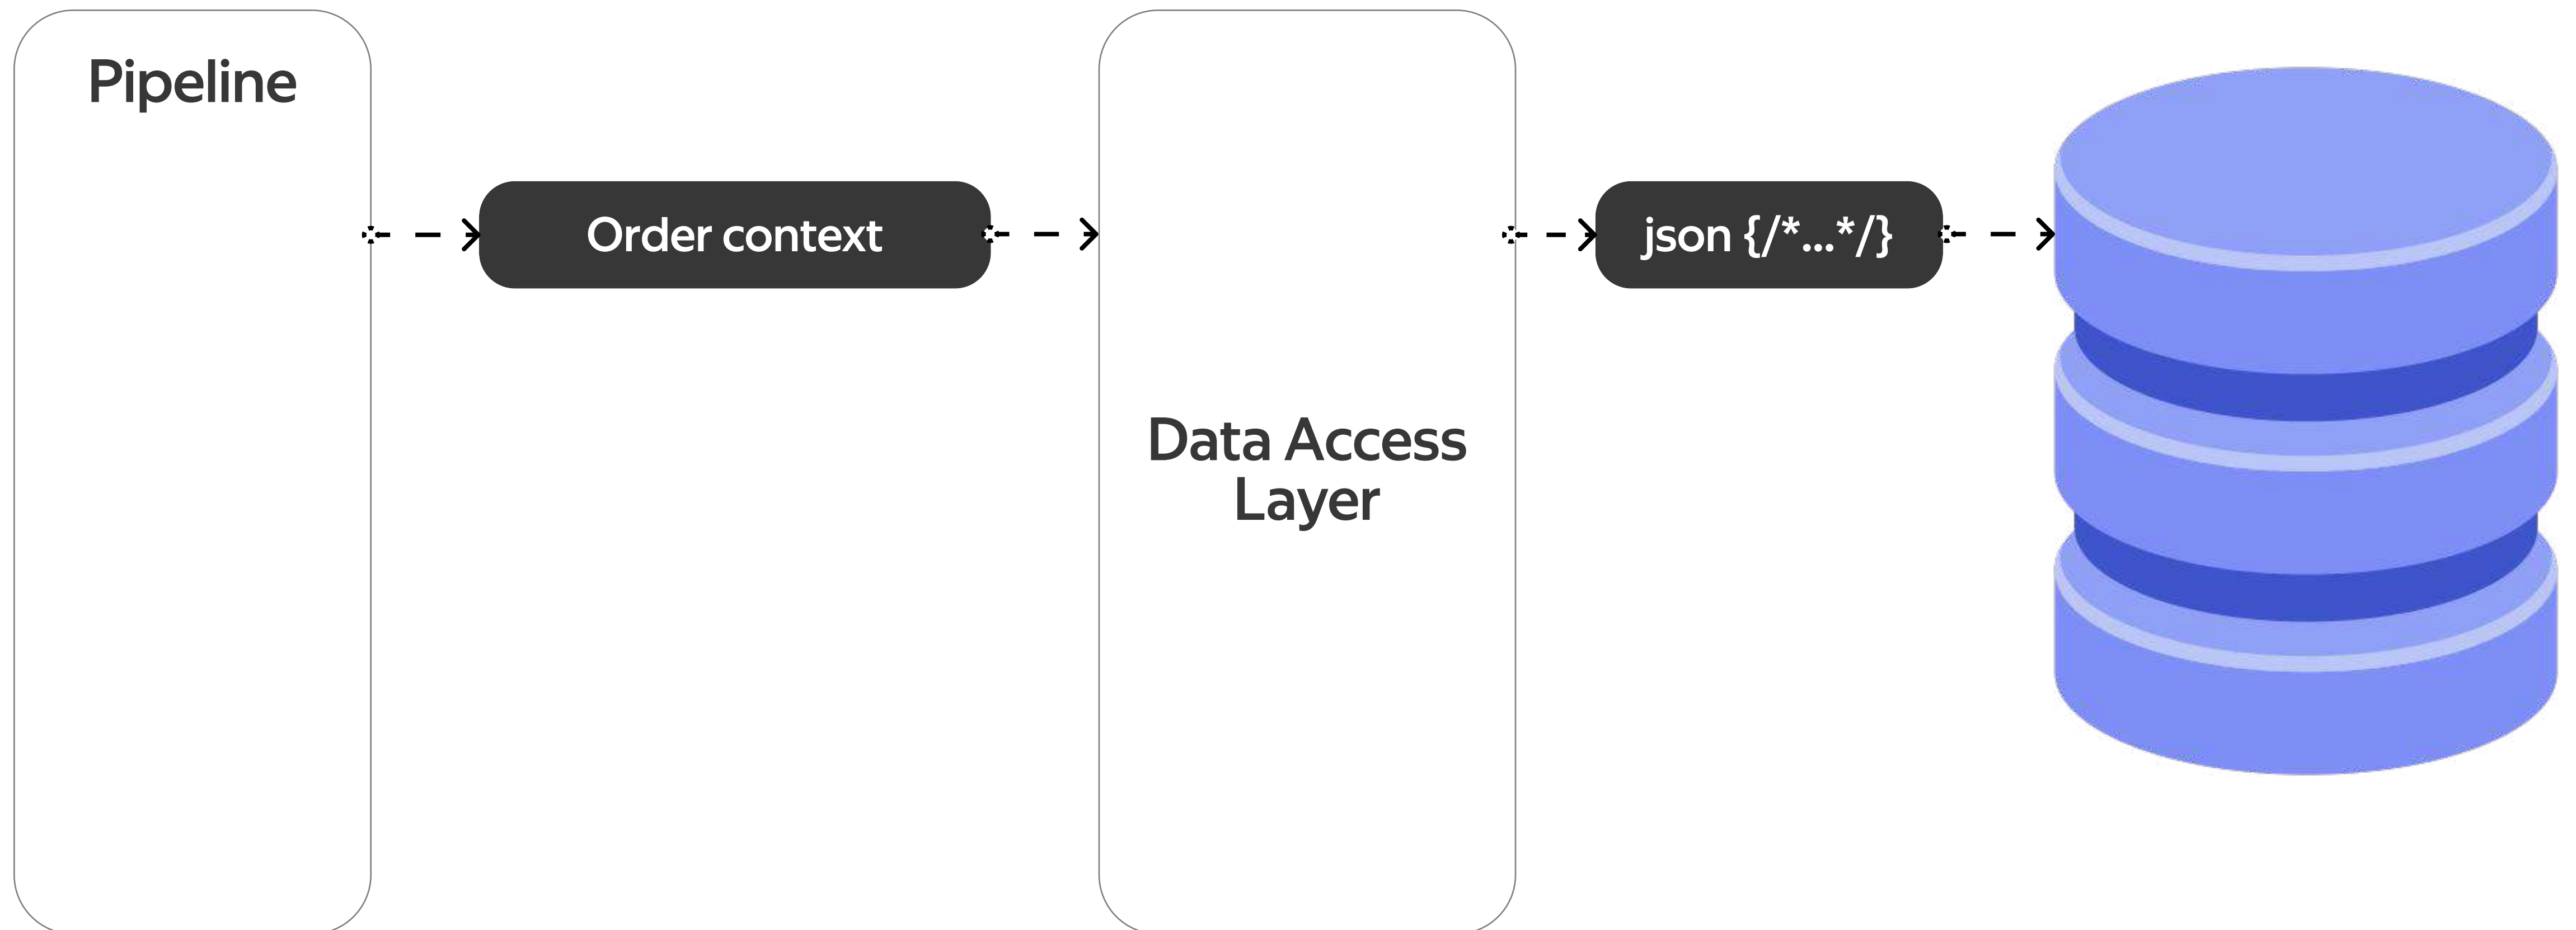 Pipeline
Order context
json {/*...*/}
Data Access
Layer